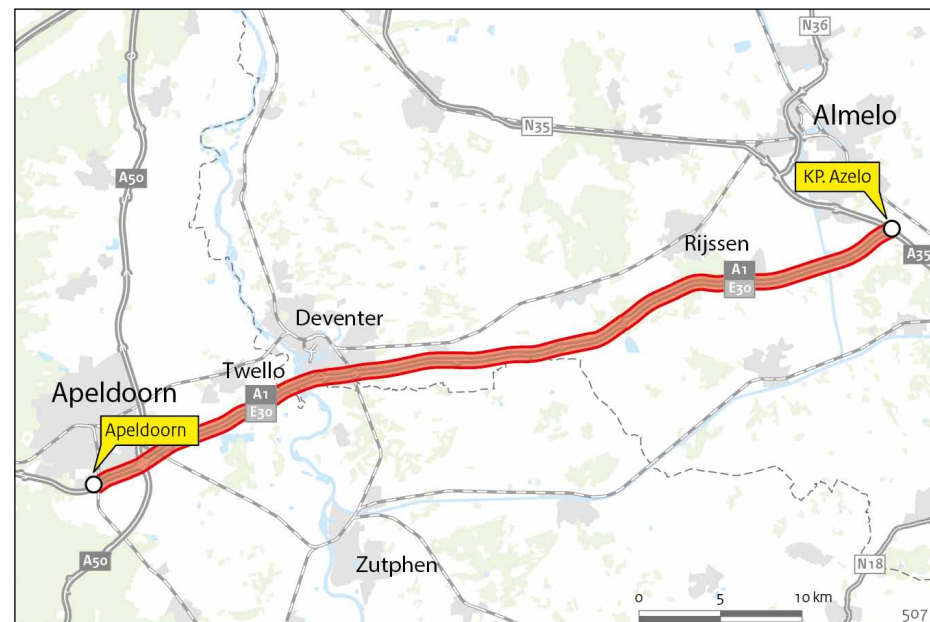 N36
Almelo
N35
A50
KP. Azelo
Rijssen
A35
A1
E30
Deventer
Twello
A1
E30
Apeldoorn
Apeldoorn
A50
Zutphen
N18
0 5 10 km
507